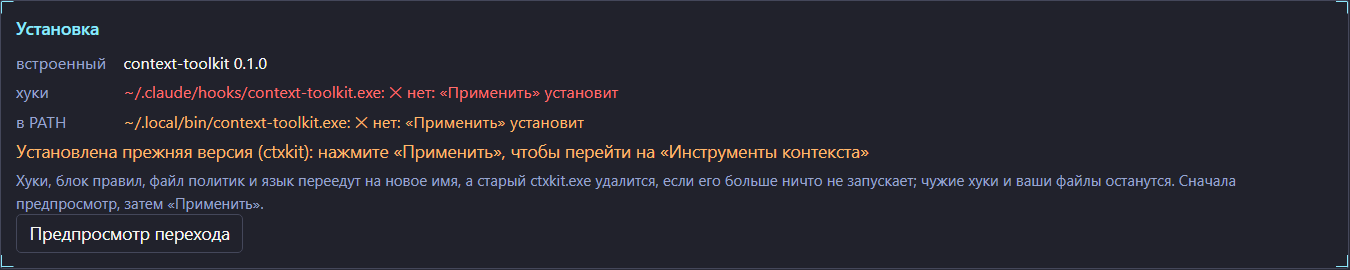 Установка
встроенный context-toolkit 0.1.0
хуки ~/.claude/hooks/context-toolkit.exe: ✕ нет: «Применить» установит
в PATH ~/.local/bin/context-toolkit.exe: ✕ нет: «Применить» установит
Установлена прежняя версия (ctxkit): нажмите «Применить», чтобы перейти на «Инструменты контекста»
Хуки, блок правил, файл политик и язык переедут на новое имя, а старый ctxkit.exe удалится, если его больше ничто не запускает; чужие хуки и ваши файлы останутся. Сначала
предпросмотр, затем «Применить».
Предпросмотр перехода